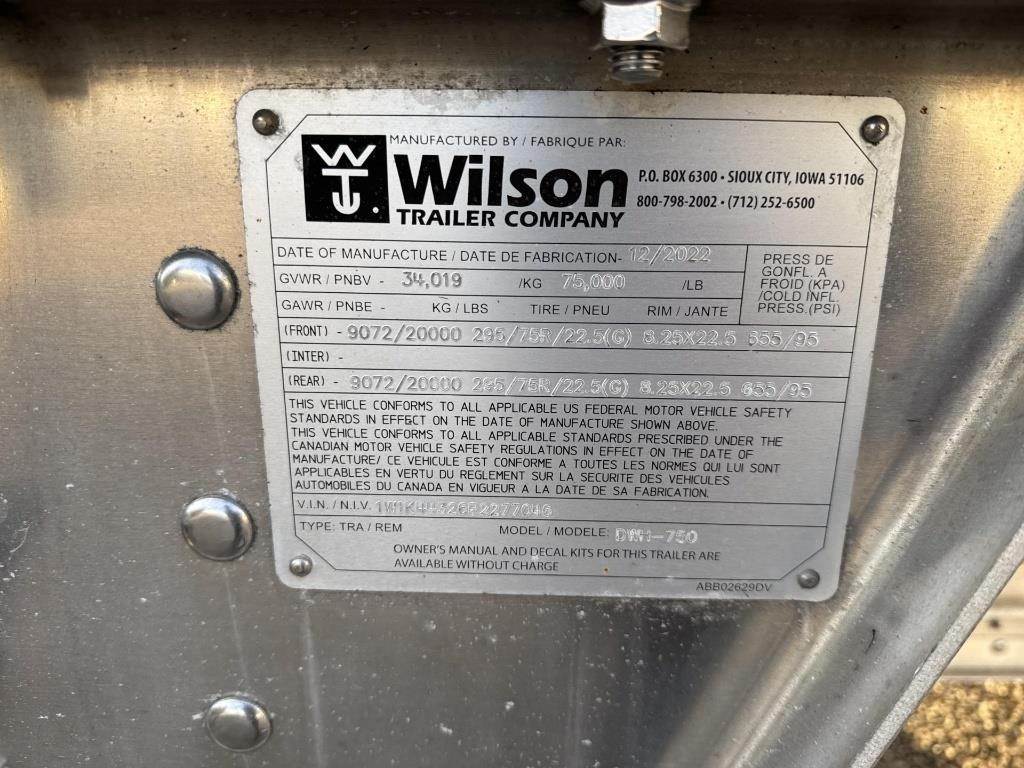 MANUFACTURED BY / FABRIQUE PAR:
WT
Wilson
TRAILER COMPANY
P.O. BOX 6300 • SIOUX CITY, IOWA 51106
800-798-2002 • (712) 252-6500
DATE OF MANUFACTURE / DATE DE FABRICATION- 12/2022
GVWR / PNBV - 34,019 /KG 75,000 /LB
GAWR / PNBE - KG / LBS TIRE / PNEU RIM / JANTE
PRESS DE
GONFL. A
FROID (KPA)
/COLD INFL.
PRESS.(PSI)
(FRONT) - 9072/20000 295/75R/22.5(G) 8.25X22.5 655/95
(INTER) -
(REAR) - 9072/20000 295/75R/22.5(G) 8.25X22.5 655/95
THIS VEHICLE CONFORMS TO ALL APPLICABLE US FEDERAL MOTOR VEHICLE SAFETY
STANDARDS IN EFFECT ON THE DATE OF MANUFACTURE SHOWN ABOVE.
THIS VEHICLE CONFORMS TO ALL APPLICABLE STANDARDS PRESCRIBED UNDER THE
CANADIAN MOTOR VEHICLE SAFETY REGULATIONS IN EFFECT ON THE DATE OF
MANUFACTURE/ CE VEHICULE EST CONFORME A TOUTES LES NORMES QUI LUI SONT
APPLICABLES EN VERTU DU REGLEMENT SUR LA SECURITE DES VEHICULES
AUTOMOBILES DU CANADA EN VIGUEUR A LA DATE DE SA FABRICATION.
V.I.N. / N.I.V.
TYPE: TRA / REM MODEL / MODELE: DWH-750
OWNER'S MANUAL AND DECAL KITS FOR THIS TRAILER ARE
AVAILABLE WITHOUT CHARGE
ABB02629DV